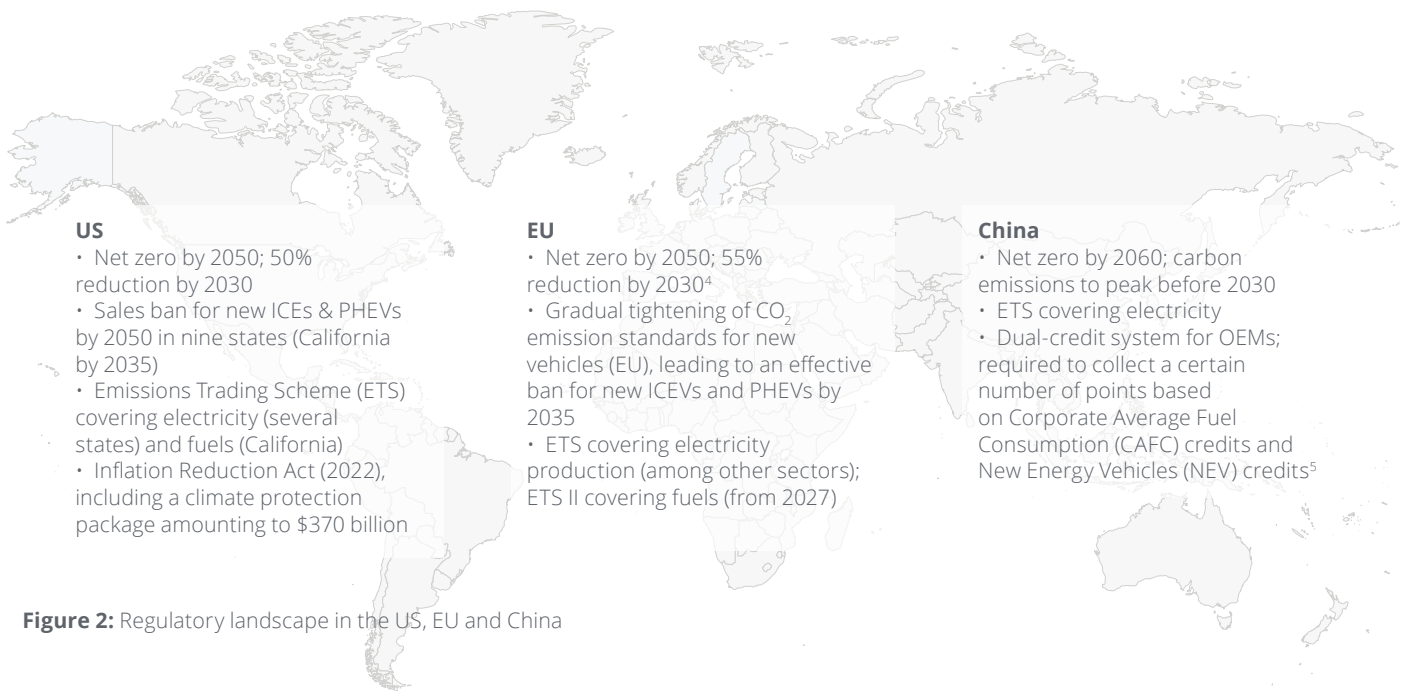 US
• Net zero by 2050; 50%
reduction by 2030
• Sales ban for new ICEs & PHEVs
by 2050 in nine states (California
by 2035)
• Emissions Trading Scheme (ETS)
covering electricity (several
states) and fuels (California)
• Inflation Reduction Act (2022),
including a climate protection
package amounting to $370 billion
EU
• Net zero by 2050; 55%
reduction by 2030⁴
• Gradual tightening of CO₂
emission standards for new
vehicles (EU), leading to an effective
ban for new ICEVs and PHEVs by
2035
• ETS covering electricity
production (among other sectors);
ETS II covering fuels (from 2027)
China
• Net zero by 2060; carbon
emissions to peak before 2030
• ETS covering electricity
• Dual-credit system for OEMs;
required to collect a certain
number of points based
on Corporate Average Fuel
Consumption (CAFC) credits and
New Energy Vehicles (NEV) credits⁵
Figure 2: Regulatory landscape in the US, EU and China